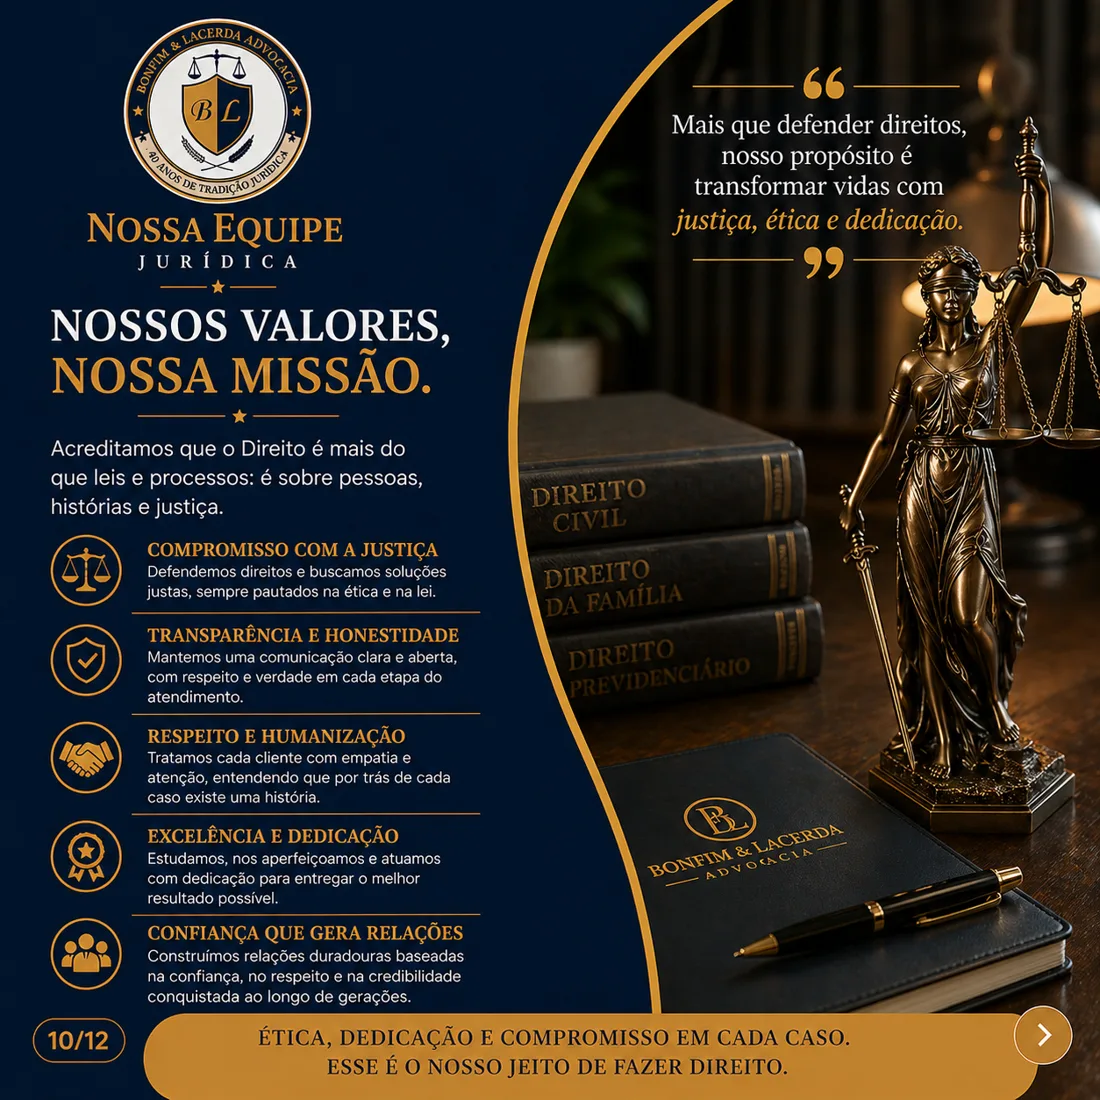 BONFIM & LACERDA ADVOCACIA
B L
40 ANOS DE TRADIÇÃO JURÍDICA
NOSSA EQUIPE
JURÍDICA
NOSSOS VALORES,
NOSSA MISSÃO.
Acreditamos que o Direito é mais do
que leis e processos: é sobre pessoas,
histórias e justiça.
COMPROMISSO COM A JUSTIÇA
Defendemos direitos e buscamos soluções
justas, sempre pautados na ética e na lei.
TRANSPARÊNCIA E HONESTIDADE
Mantemos uma comunicação clara e aberta,
com respeito e verdade em cada etapa do
atendimento.
RESPEITO E HUMANIZAÇÃO
Tratamos cada cliente com empatia e
atenção, entendendo que por trás de cada
caso existe uma história.
EXCELÊNCIA E DEDICAÇÃO
Estudamos, nos aperfeiçoamos e atuamos
com dedicação para entregar o melhor
resultado possível.
CONFIANÇA QUE GERA RELAÇÕES
Construímos relações duradouras baseadas
na confiança, no respeito e na credibilidade
conquistada ao longo de gerações.
“
Mais que defender direitos,
nosso propósito é
transformar vidas com
justiça, ética e dedicação.
”
DIREITO
CIVIL
DIREITO
DA FAMÍLIA
DIREITO
PREVIDENCIÁRIO
BL
BONFIM & LACERDA
ADVOCACIA
10/12
ÉTICA, DEDICAÇÃO E COMPROMISSO EM CADA CASO.
ESSE É O NOSSO JEITO DE FAZER DIREITO.